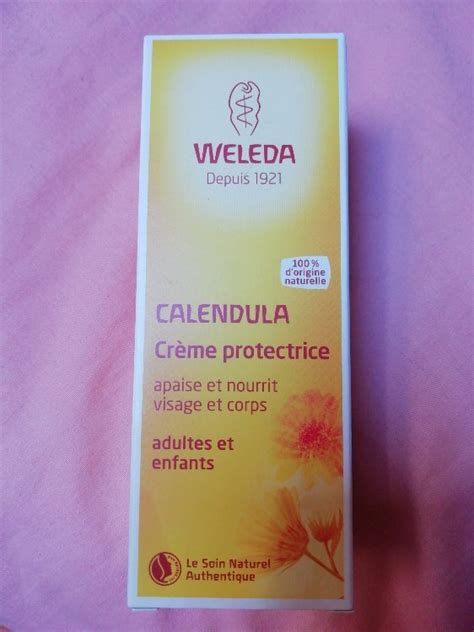 WELEDA
Depuis 1921
100%
d'origine
naturelle
CALENDULA
Crème protectrice
apaise et nourrit
visage et corps
adultes et
enfants
Le Soin Naturel
Authentique